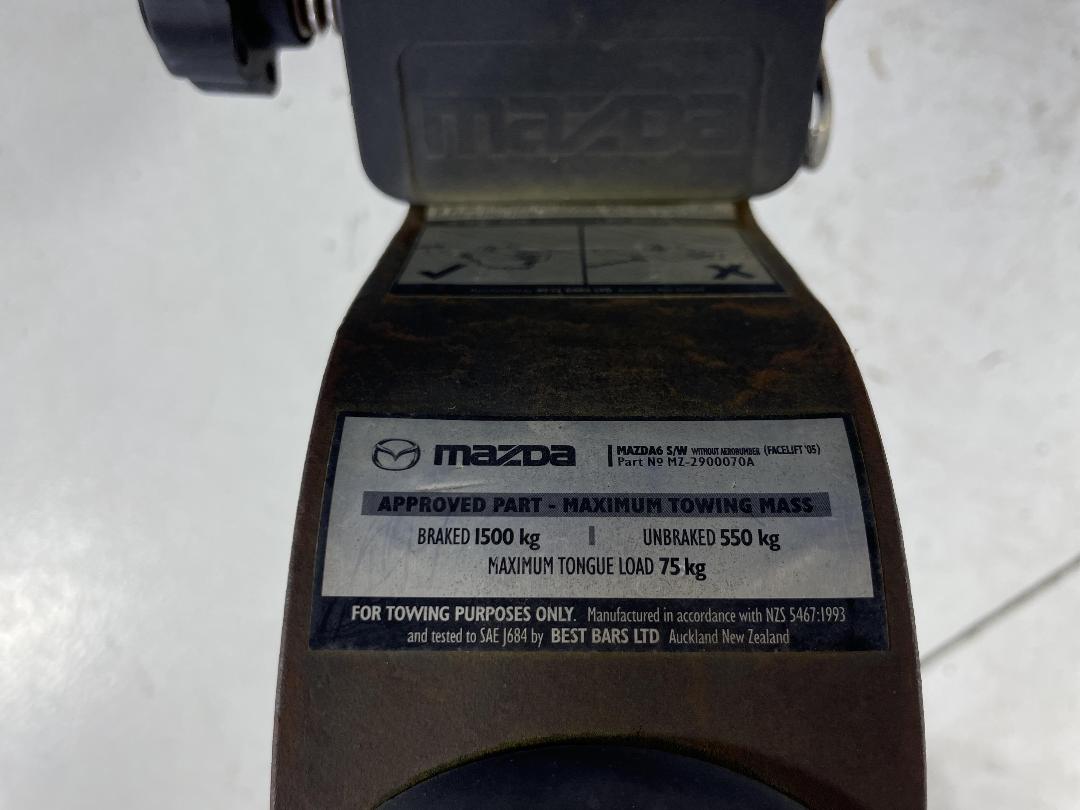 mazda
mazda
MAZDA6 S/W WITHOUT AEROBUMBER (FACELIFT '05)
Part Nº MZ-2900070A
APPROVED PART - MAXIMUM TOWING MASS
BRAKED 1500 kg | UNBRAKED 550 kg
MAXIMUM TONGUE LOAD 75 kg
FOR TOWING PURPOSES ONLY. Manufactured in accordance with NZS 5467:1993
and tested to SAE J684 by BEST BARS LTD Auckland New Zealand